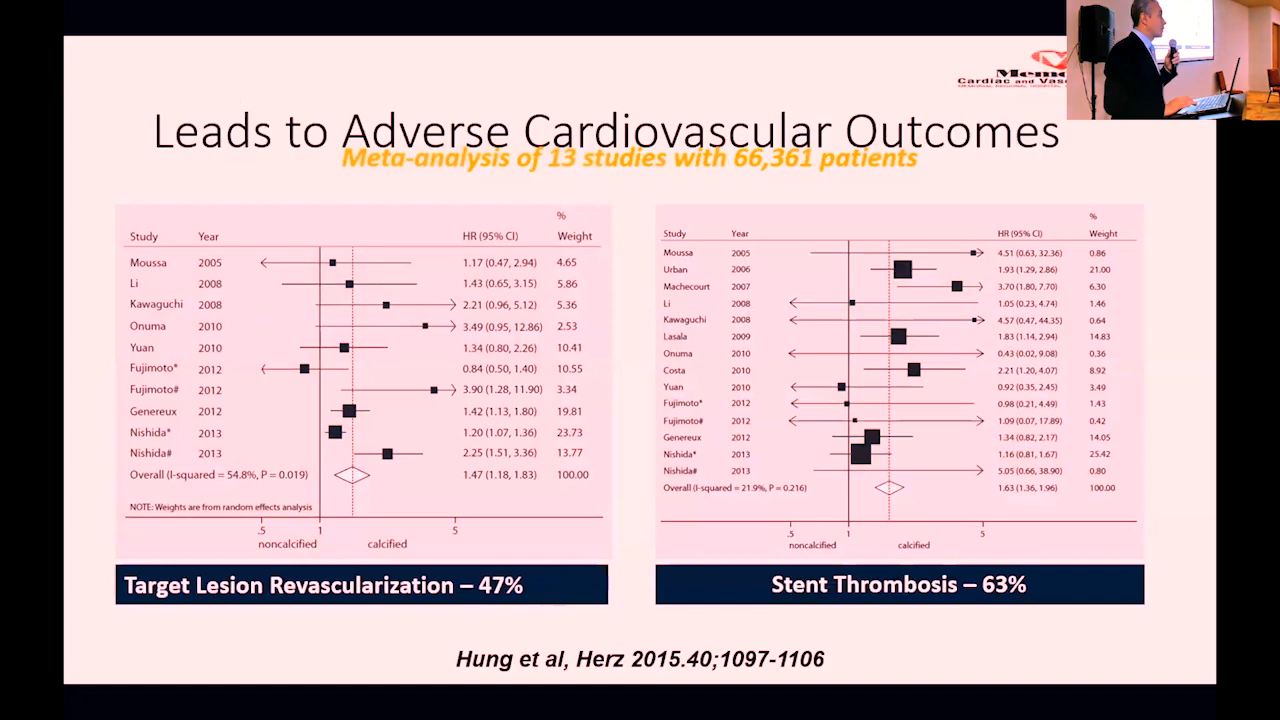 Memo
Cardiac and Vas
MEMORIAL REGIONAL HOSPITAL
Leads to Adverse Cardiovascular Outcomes
Meta-analysis of 13 studies with 66,361 patients
%
Study Year HR (95% CI) Weight
Moussa 2005 1.17 (0.47, 2.94) 4.65
Li 2008 1.43 (0.65, 3.15) 5.86
Kawaguchi 2008 2.21 (0.96, 5.12) 5.36
Onuma 2010 3.49 (0.95, 12.86) 2.53
Yuan 2010 1.34 (0.80, 2.26) 10.41
Fujimoto* 2012 0.84 (0.50, 1.40) 10.55
Fujimoto# 2012 3.90 (1.28, 11.90) 3.34
Genereux 2012 1.42 (1.13, 1.80) 19.81
Nishida* 2013 1.20 (1.07, 1.36) 23.73
Nishida# 2013 2.25 (1.51, 3.36) 13.77
Overall (I-squared = 54.8%, P = 0.019) 1.47 (1.18, 1.83) 100.00
NOTE: Weights are from random effects analysis
.5 1 5
noncalcified calcified
Target Lesion Revascularization – 47%
%
Study Year HR (95% CI) Weight
Moussa 2005 4.51 (0.63, 32.36) 0.86
Urban 2006 1.93 (1.29, 2.86) 21.00
Machecourt 2007 3.70 (1.80, 7.70) 6.30
Li 2008 1.05 (0.23, 4.74) 1.46
Kawaguchi 2008 4.57 (0.47, 44.35) 0.64
Lasala 2009 1.83 (1.14, 2.94) 14.83
Onuma 2010 0.43 (0.02, 9.08) 0.36
Costa 2010 2.21 (1.20, 4.07) 8.92
Yuan 2010 0.92 (0.35, 2.45) 3.49
Fujimoto* 2012 0.98 (0.21, 4.49) 1.43
Fujimoto# 2012 1.09 (0.07, 17.89) 0.42
Genereux 2012 1.34 (0.82, 2.17) 14.05
Nishida* 2013 1.16 (0.81, 1.67) 25.42
Nishida# 2013 5.05 (0.66, 38.90) 0.80
Overall (I-squared = 21.9%, P = 0.216) 1.63 (1.36, 1.96) 100.00
.5 1 5
noncalcified calcified
Stent Thrombosis – 63%
Hung et al, Herz 2015.40;1097-1106